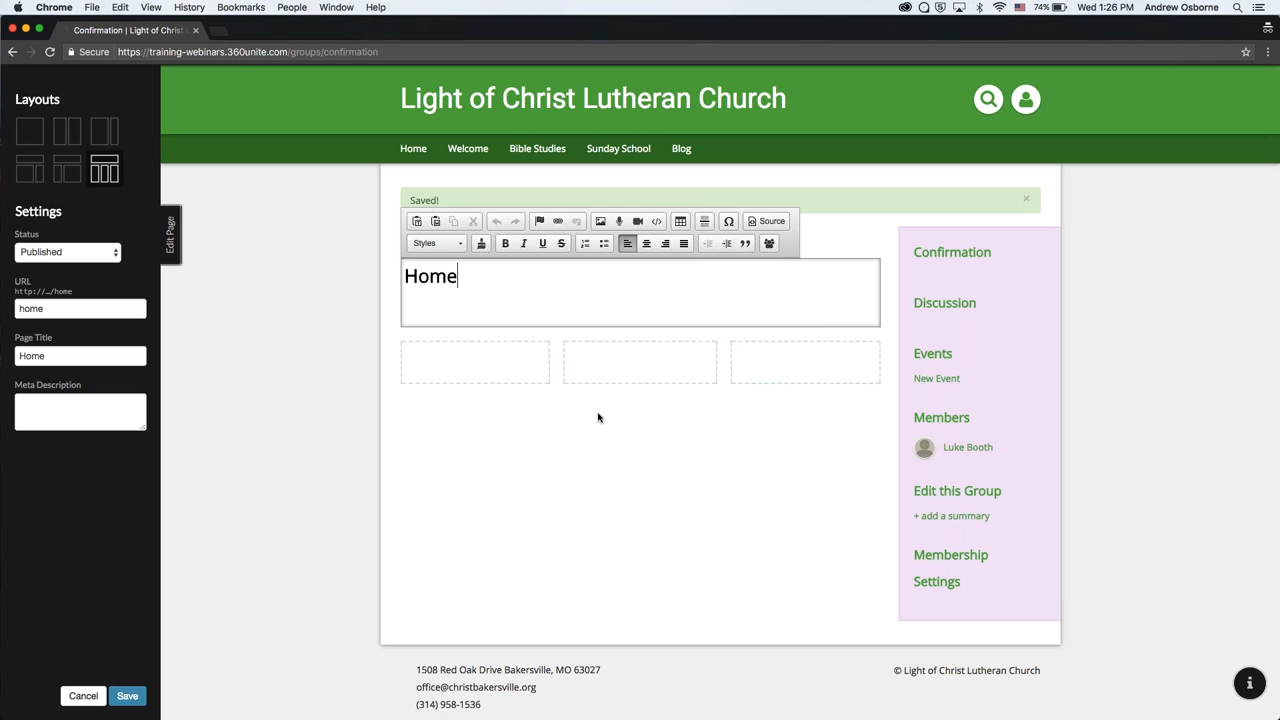 Chrome File Edit View History Bookmarks People Window Help 74% Wed 1:26 PM Andrew Osborne
Confirmation | Light of Christ
Secure https://training-webinars.360unite.com/groups/confirmation
Layouts
Settings
Status
Published
URL
http://…/home
home
Page Title
Home
Meta Description
Cancel Save
Edit Page
Light of Christ Lutheran Church
Home Welcome Bible Studies Sunday School Blog
Saved! ×
Source
Styles B I U S
Home
Confirmation
Discussion
Events
New Event
Members
Luke Booth
Edit this Group
+ add a summary
Membership
Settings
1508 Red Oak Drive Bakersville, MO 63027
office@christbakersville.org
(314) 958-1536
© Light of Christ Lutheran Church